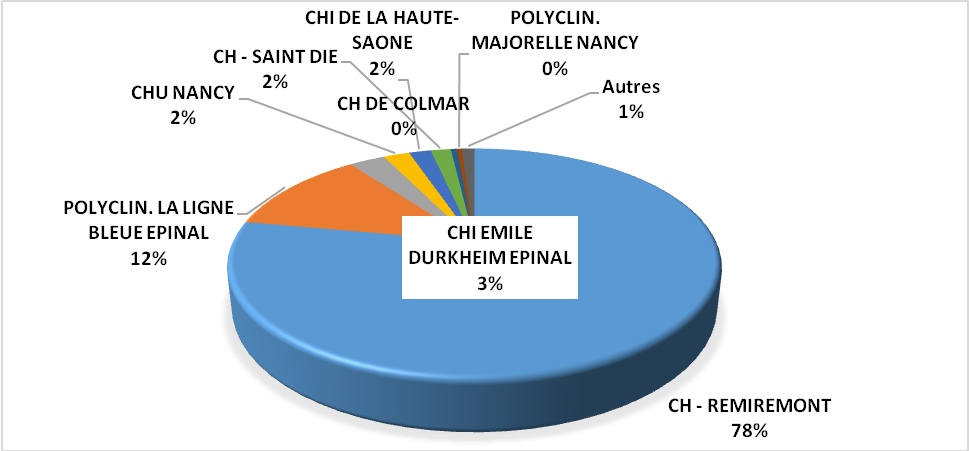 CHI DE LA HAUTE-
SAONE
2%
POLYCLIN.
MAJORELLE NANCY
0%
CH - SAINT DIE
2%
CHU NANCY
2%
CH DE COLMAR
0%
Autres
1%
POLYCLIN. LA LIGNE
BLEUE EPINAL
12%
CHI EMILE
DURKHEIM EPINAL
3%
CH - REMIREMONT
78%